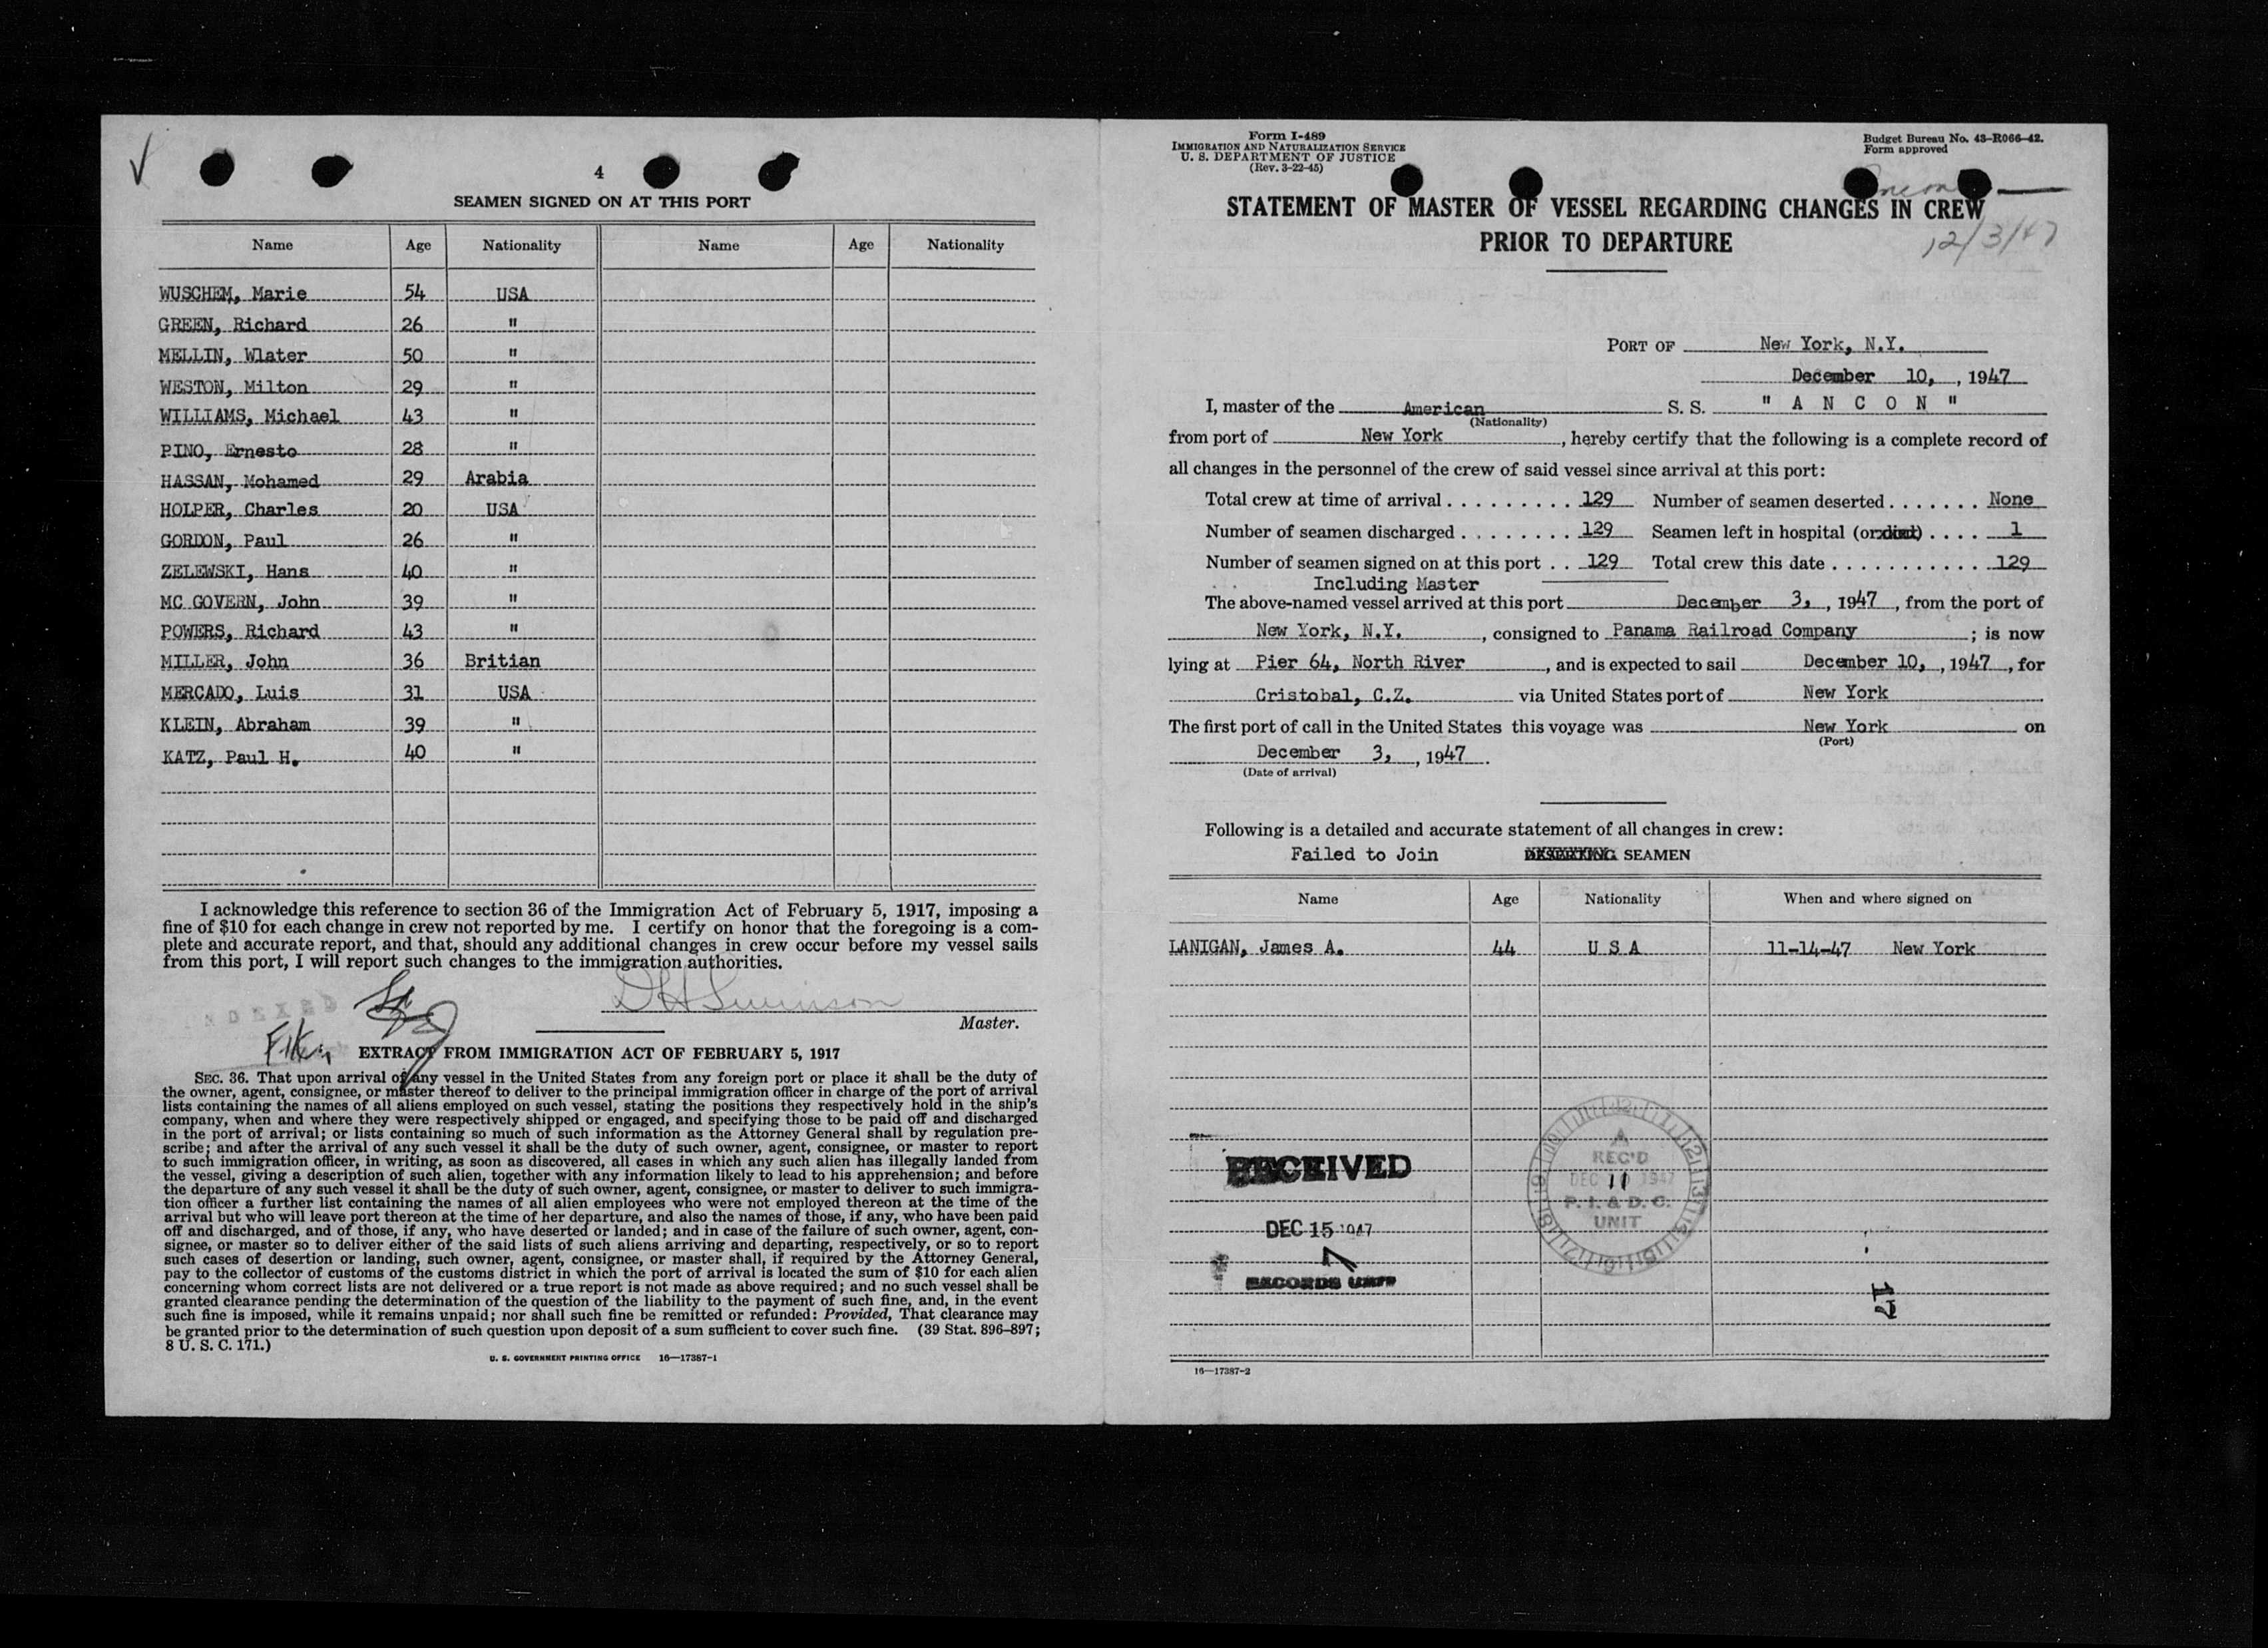 4
SEAMEN SIGNED ON AT THIS PORT
Name Age Nationality Name Age Nationality
WUSCHEM, Marie 54 USA
GREEN, Richard 26 "
MELLIN, Wlater 50 "
WESTON, Milton 29 "
WILLIAMS, Michael 43 "
PINO, Ernesto 28 "
HASSAN, Mohamed 29 Arabia
HOLPER, Charles 20 USA
GORDON, Paul 26 "
ZELEWSKI, Hans 40 "
MC GOVERN, John 39 "
POWERS, Richard 43 "
MILLER, John 36 Britian
MERCADO, Luis 31 USA
KLEIN, Abraham 39 "
KATZ, Paul H. 40 "
I acknowledge this reference to section 36 of the Immigration Act of February 5, 1917, imposing a
fine of $10 for each change in crew not reported by me. I certify on honor that the foregoing is a com-
plete and accurate report, and that, should any additional changes in crew occur before my vessel sails
from this port, I will report such changes to the immigration authorities.
Master.
EXTRACT FROM IMMIGRATION ACT OF FEBRUARY 5, 1917
SEC. 36. That upon arrival of any vessel in the United States from any foreign port or place it shall be the duty of
the owner, agent, consignee, or master thereof to deliver to the principal immigration officer in charge of the port of arrival
lists containing the names of all aliens employed on such vessel, stating the positions they respectively hold in the ship's
company, when and where they were respectively shipped or engaged, and specifying those to be paid off and discharged
in the port of arrival; or lists containing so much of such information as the Attorney General shall by regulation pre-
scribe; and after the arrival of any such vessel it shall be the duty of such owner, agent, consignee, or master to report
to such immigration officer, in writing, as soon as discovered, all cases in which any such alien has illegally landed from
the vessel, giving a description of such alien, together with any information likely to lead to his apprehension; and before
the departure of any such vessel it shall be the duty of such owner, agent, consignee, or master to deliver to such immigra-
tion officer a further list containing the names of all alien employees who were not employed thereon at the time of the
arrival but who will leave port thereon at the time of her departure, and also the names of those, if any, who have been paid
off and discharged, and of those, if any, who have deserted or landed; and in case of the failure of such owner, agent, con-
signee, or master so to deliver either of the said lists of such aliens arriving and departing, respectively, or so to report
such cases of desertion or landing, such owner, agent, consignee, or master shall, if required by the Attorney General,
pay to the collector of customs of the customs district in which the port of arrival is located the sum of $10 for each alien
concerning whom correct lists are not delivered or a true report is not made as above required; and no such vessel shall be
granted clearance pending the determination of the question of the liability to the payment of such fine, and, in the event
such fine is imposed, while it remains unpaid; nor shall such fine be remitted or refunded: Provided, That clearance may
be granted prior to the determination of such question upon deposit of a sum sufficient to cover such fine. (39 Stat. 896–897;
8 U. S. C. 171.)
U. S. GOVERNMENT PRINTING OFFICE 16—17387-1
Form I-489
IMMIGRATION AND NATURALIZATION SERVICE
U. S. DEPARTMENT OF JUSTICE
(Rev. 3-22-45)
Budget Bureau No. 43-R066-42.
Form approved
STATEMENT OF MASTER OF VESSEL REGARDING CHANGES IN CREW
PRIOR TO DEPARTURE
12/3/47
PORT OF New York, N.Y.
December 10, , 1947
I, master of the American S. S. " A N C O N "
(Nationality)
from port of New York , hereby certify that the following is a complete record of
all changes in the personnel of the crew of said vessel since arrival at this port:
Total crew at time of arrival . . . . . . . . . 129 Number of seamen deserted . . . . . . . None
Number of seamen discharged . . . . . . . . 129 Seamen left in hospital (or died) . . . . 1
Number of seamen signed on at this port . . 129 Total crew this date . . . . . . . . . . . . 129
Including Master
The above-named vessel arrived at this port December 3, , 1947 , from the port of
New York, N.Y. , consigned to Panama Railroad Company ; is now
lying at Pier 64, North River , and is expected to sail December 10, , 1947 , for
Cristobal, C.Z. via United States port of New York
The first port of call in the United States this voyage was New York on
(Port)
December 3, , 1947 .
(Date of arrival)
Following is a detailed and accurate statement of all changes in crew:
Failed to Join DESERTING SEAMEN
Name Age Nationality When and where signed on
LANIGAN, James A. 44 U S A 11-14-47 New York
RECEIVED
DEC 15 1947
RECORDS UNIT
REC'D
DEC 11 1947
P. I. & D. C.
UNIT
17
16—17387-2